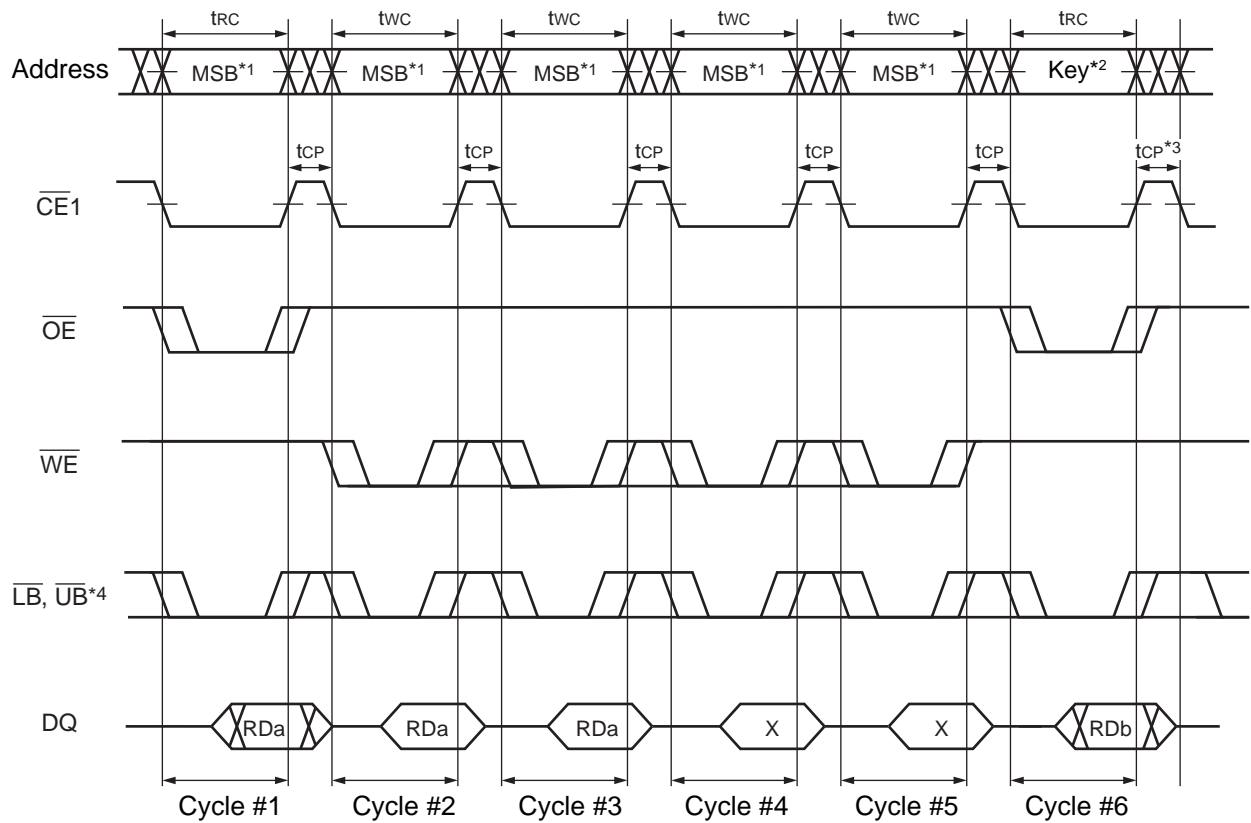 tRC tWC tWC tWC tWC tRC
Address MSB*1 MSB*1 MSB*1 MSB*1 MSB*1 Key*2
tCP tCP tCP tCP tCP tCP*3
CE1
OE
WE
LB, UB*4
DQ RDa RDa RDa X X RDb
Cycle #1 Cycle #2 Cycle #3 Cycle #4 Cycle #5 Cycle #6